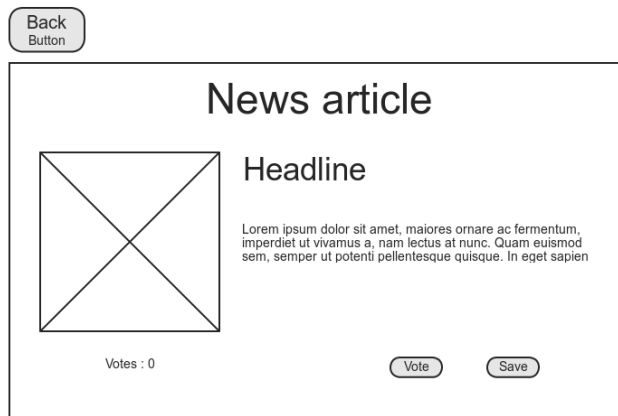 Back
Button
News article
Headline
Lorem ipsum dolor sit amet, maiores ornare ac fermentum,
imperdiet ut vivamus a, nam lectus at nunc. Quam euismod
sem, semper ut potenti pellentesque quisque. In eget sapien
Votes : 0
Vote
Save